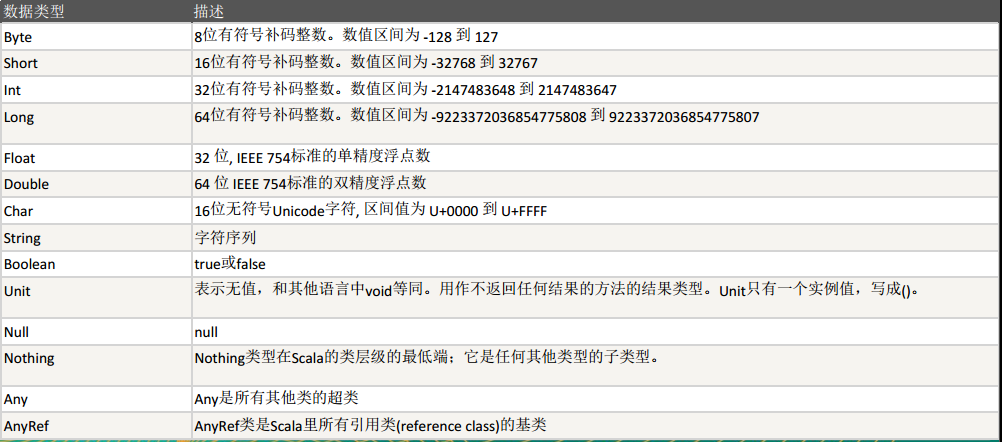 数据类型 描述
Byte 8位有符号补码整数。数值区间为 -128 到 127
Short 16位有符号补码整数。数值区间为 -32768 到 32767
Int 32位有符号补码整数。数值区间为 -2147483648 到 2147483647
Long 64位有符号补码整数。数值区间为 -9223372036854775808 到 9223372036854775807
Float 32 位, IEEE 754标准的单精度浮点数
Double 64 位 IEEE 754标准的双精度浮点数
Char 16位无符号Unicode字符, 区间值为 U+0000 到 U+FFFF
String 字符序列
Boolean true或false
Unit 表示无值，和其他语言中void等同。用作不返回任何结果的方法的结果类型。Unit只有一个实例值，写成()。
Null null
Nothing Nothing类型在Scala的类层级的最低端；它是任何其他类型的子类型。
Any Any是所有其他类的超类
AnyRef AnyRef类是Scala里所有引用类(reference class)的基类